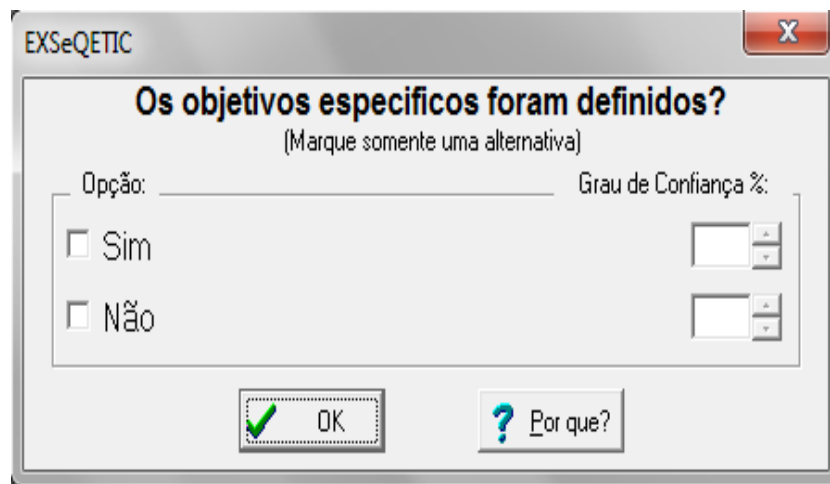 EXSeQETIC
X
Os objetivos especificos foram definidos?
(Marque somente uma alternativa)
Opção: Grau de Confiança %:
Sim
Não
OK ? Por que?